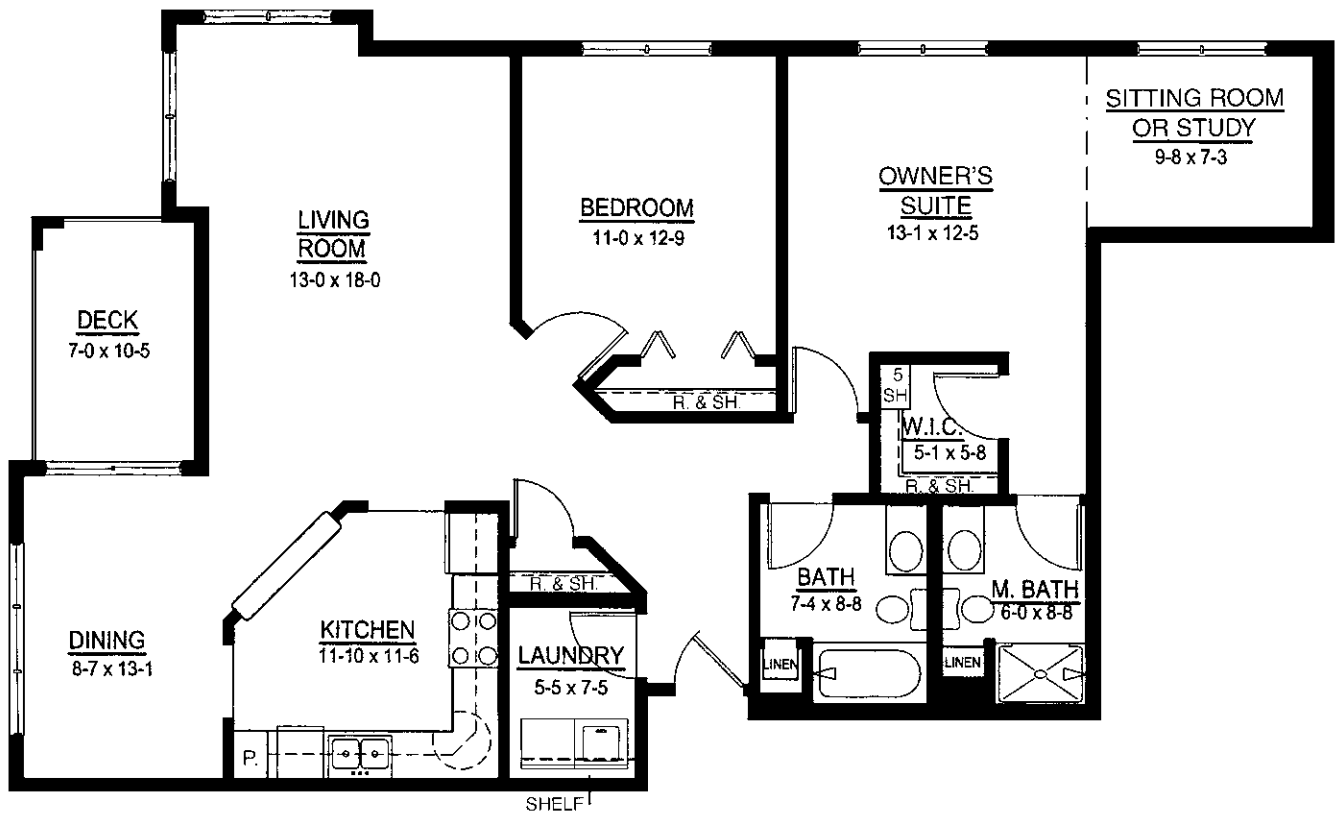 SITTING ROOM
OR STUDY
9-8 x 7-3
OWNER'S
SUITE
13-1 x 12-5
BEDROOM
11-0 x 12-9
LIVING
ROOM
13-0 x 18-0
DECK
7-0 x 10-5
5
SH
R. & SH.
W.I.C.
5-1 x 5-8
R. & SH.
R. & SH.
BATH
7-4 x 8-8
M. BATH
6-0 x 8-8
KITCHEN
11-10 x 11-6
DINING
8-7 x 13-1
LAUNDRY
5-5 x 7-5
LINEN
LINEN
P.
SHELF